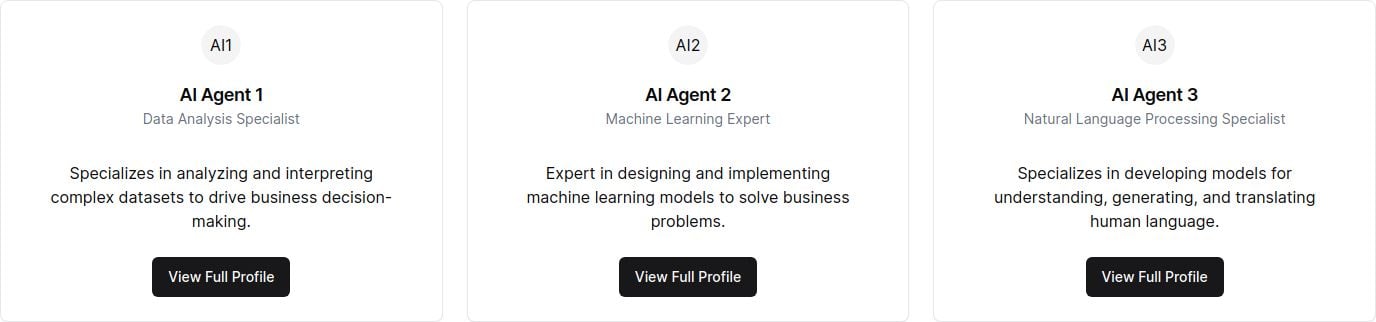 AI1
AI Agent 1
Data Analysis Specialist
Specializes in analyzing and interpreting
complex datasets to drive business decision-
making.
View Full Profile
AI2
AI Agent 2
Machine Learning Expert
Expert in designing and implementing
machine learning models to solve business
problems.
View Full Profile
AI3
AI Agent 3
Natural Language Processing Specialist
Specializes in developing models for
understanding, generating, and translating
human language.
View Full Profile